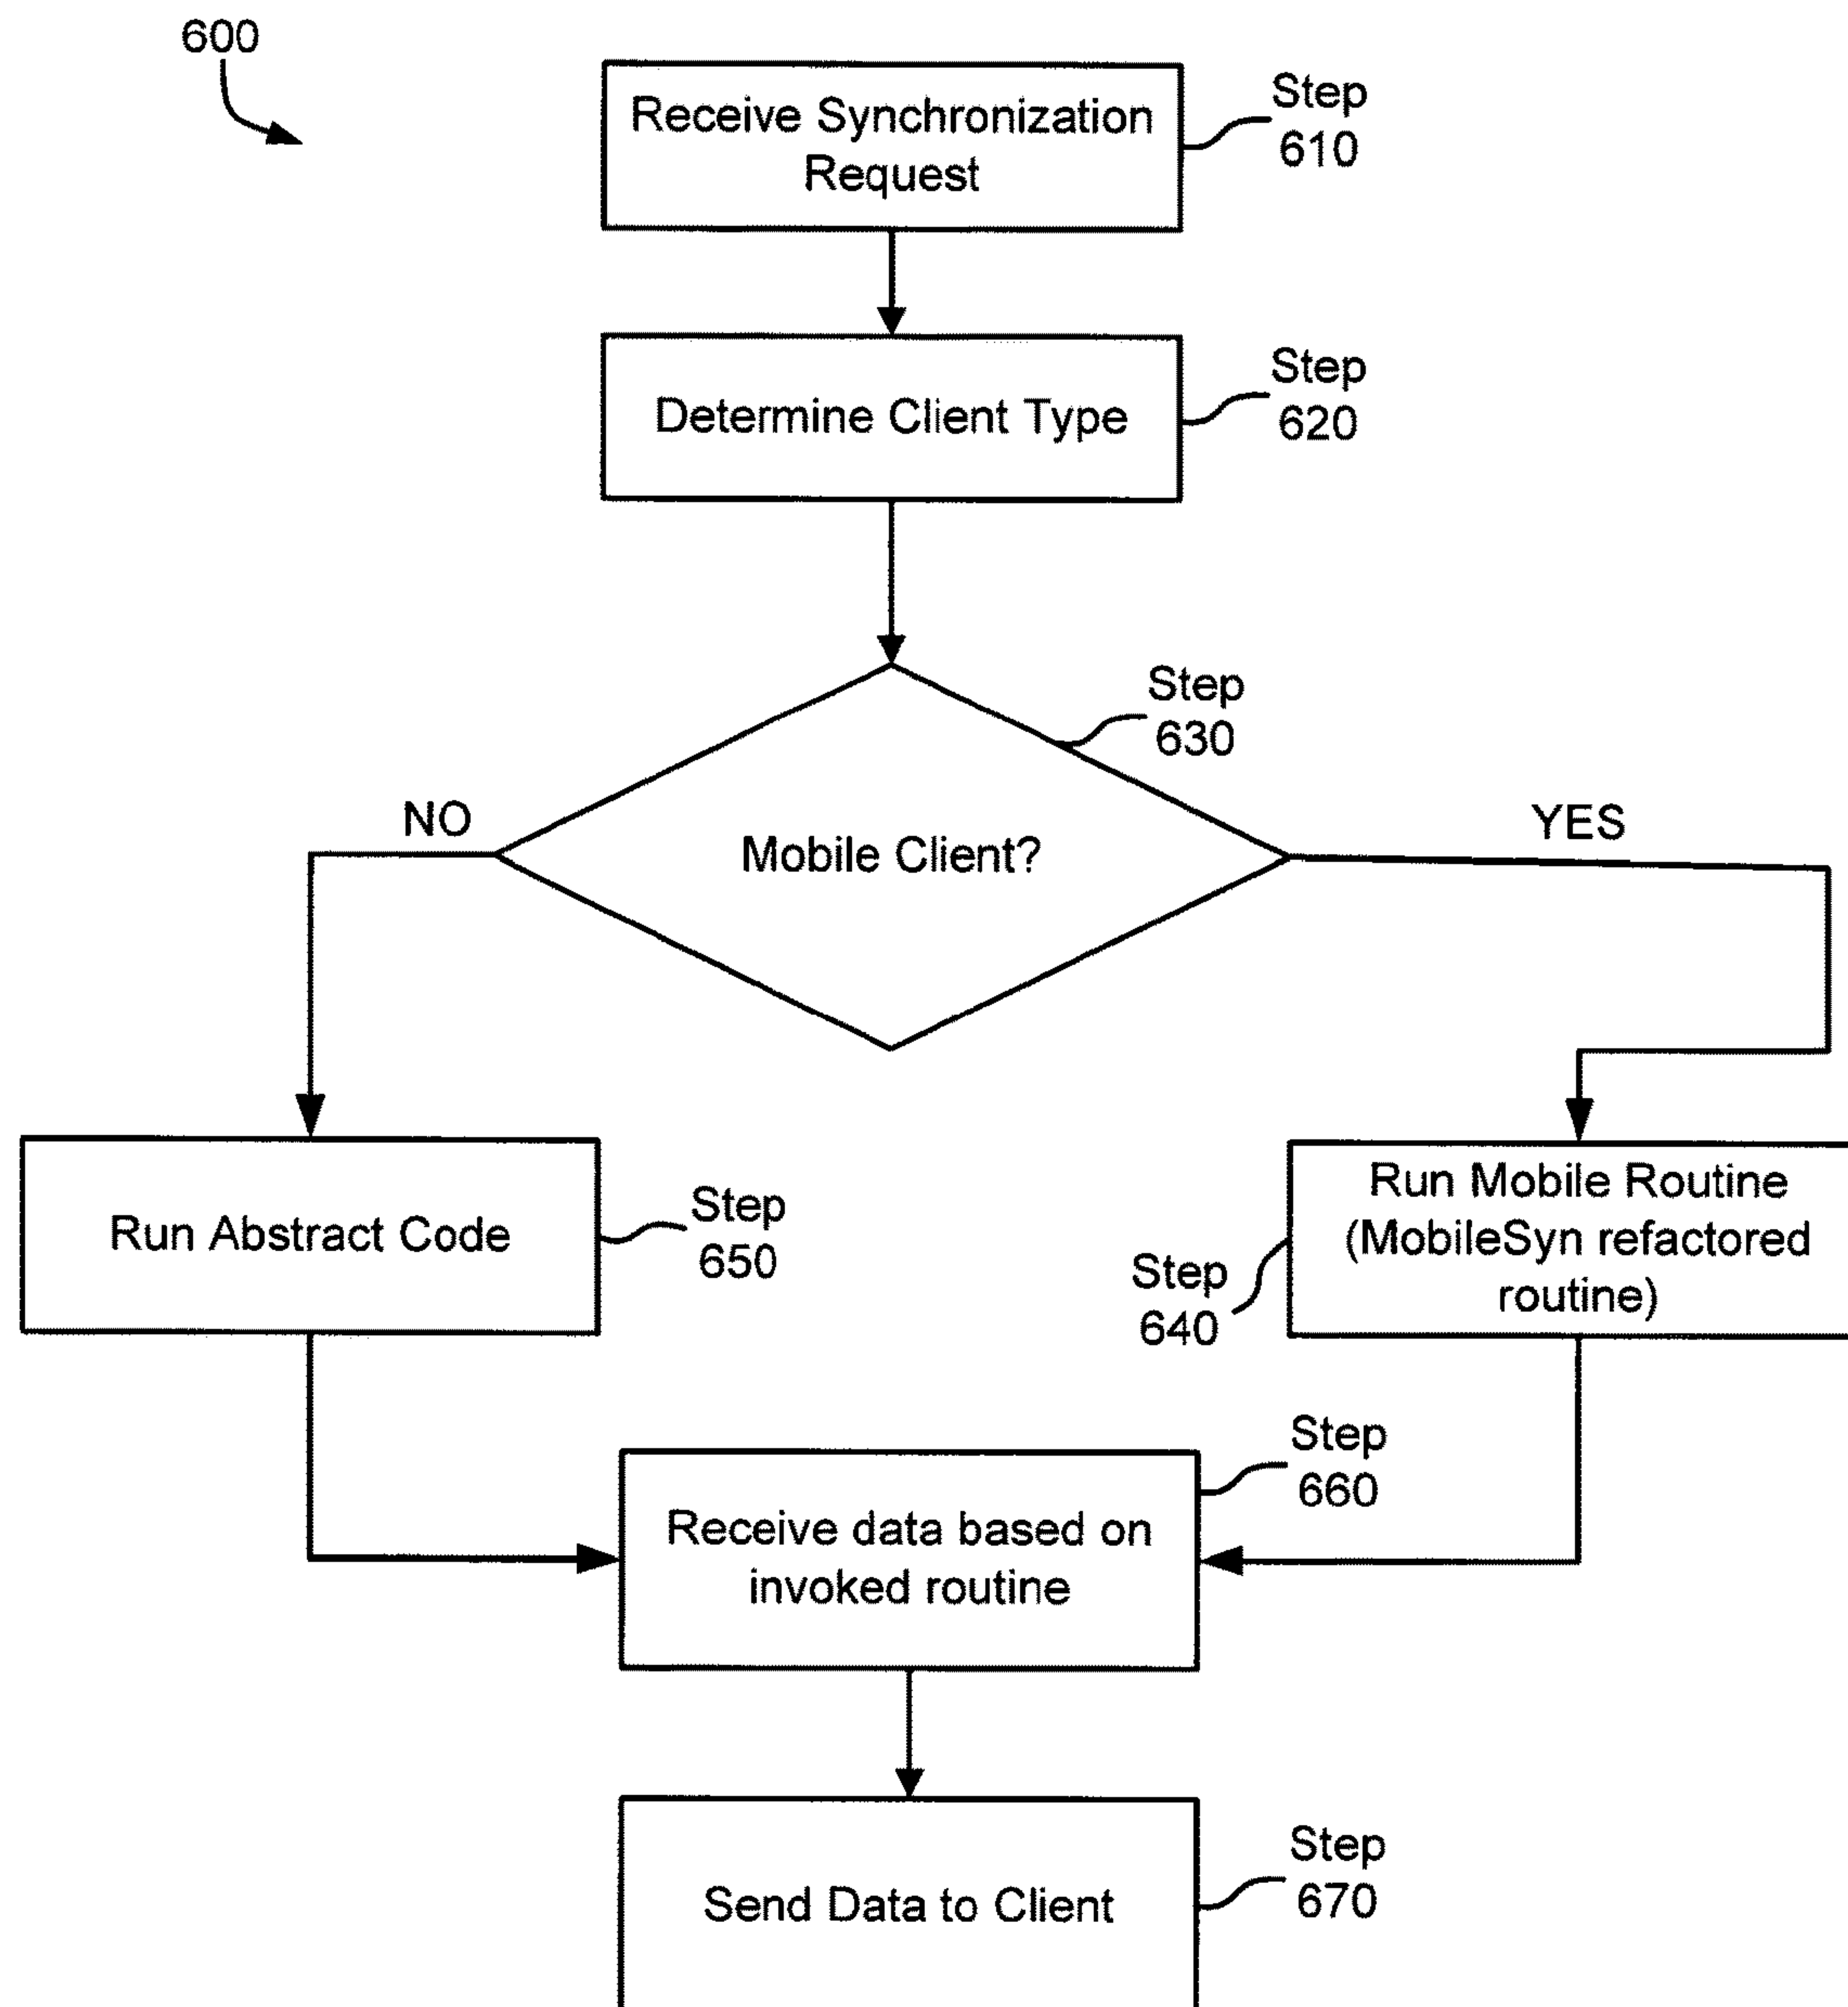 600
Receive Synchronization
Request
Step
610
Determine Client Type
Step
620
Step
630
NO
Mobile Client?
YES
Run Abstract Code
Step
650
Run Mobile Routine
(MobileSyn refactored
routine)
Step
640
Receive data based on
invoked routine
Step
660
Send Data to Client
Step
670